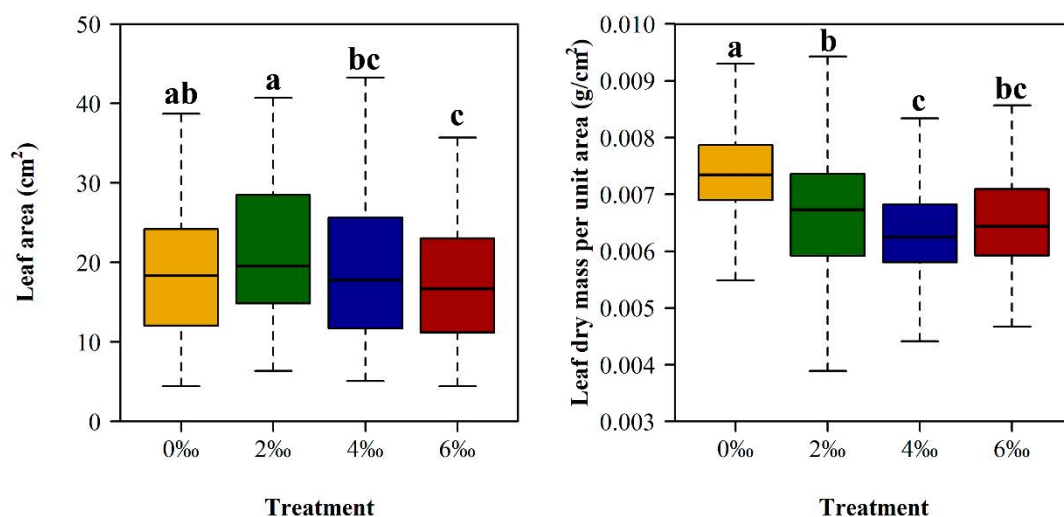 Leaf area (cm²)
50
40
30
20
10
0
ab
a
bc
c
0‰
2‰
4‰
6‰
Treatment
Leaf dry mass per unit area (g/cm²)
0.010
0.009
0.008
0.007
0.006
0.005
0.004
0.003
a
b
c
bc
0‰
2‰
4‰
6‰
Treatment